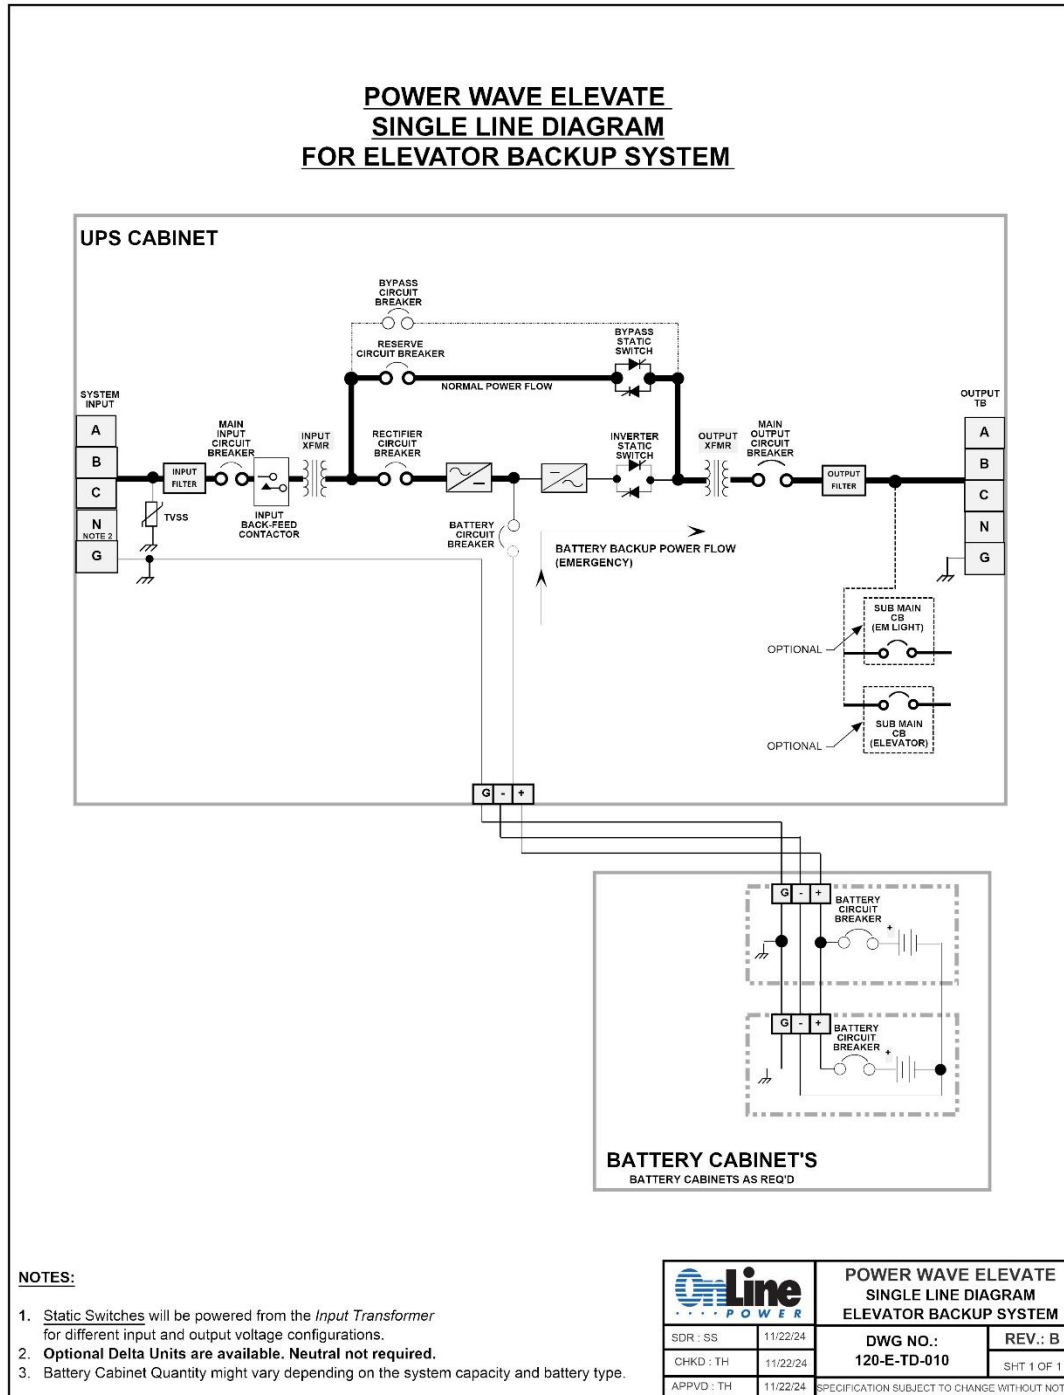 POWER WAVE ELEVATE
SINGLE LINE DIAGRAM
FOR ELEVATOR BACKUP SYSTEM
UPS CABINET
BYPASS
CIRCUIT
BREAKER
RESERVE
CIRCUIT BREAKER
BYPASS
STATIC
SWITCH
NORMAL POWER FLOW
SYSTEM
INPUT
A
B
C
N
NOTE 2
G
MAIN
INPUT
CIRCUIT
BREAKER
INPUT
XFMR
RECTIFIER
CIRCUIT
BREAKER
INVERTER
STATIC
SWITCH
OUTPUT
XFMR
MAIN
OUTPUT
CIRCUIT
BREAKER
OUTPUT
TB
A
B
C
N
G
INPUT
FILTER
OUTPUT
FILTER
TVSS
INPUT
BACK-FEED
CONTACTOR
BATTERY
CIRCUIT
BREAKER
BATTERY BACKUP POWER FLOW
(EMERGENCY)
SUB MAIN
CB
(EM LIGHT)
OPTIONAL
SUB MAIN
CB
(ELEVATOR)
OPTIONAL
G - +
G - +
BATTERY
CIRCUIT
BREAKER
+
G - +
BATTERY
CIRCUIT
BREAKER
+
BATTERY CABINET'S
BATTERY CABINETS AS REQ'D
NOTES:
1. Static Switches will be powered from the Input Transformer
for different input and output voltage configurations.
2. Optional Delta Units are available. Neutral not required.
3. Battery Cabinet Quantity might vary depending on the system capacity and battery type.
OnLine
POWER
POWER WAVE ELEVATE
SINGLE LINE DIAGRAM
ELEVATOR BACKUP SYSTEM
SDR : SS 11/22/24
CHKD : TH 11/22/24
APPVD : TH 11/22/24
DWG NO.:
120-E-TD-010
REV.: B
SHT 1 OF 1
SPECIFICATION SUBJECT TO CHANGE WITHOUT